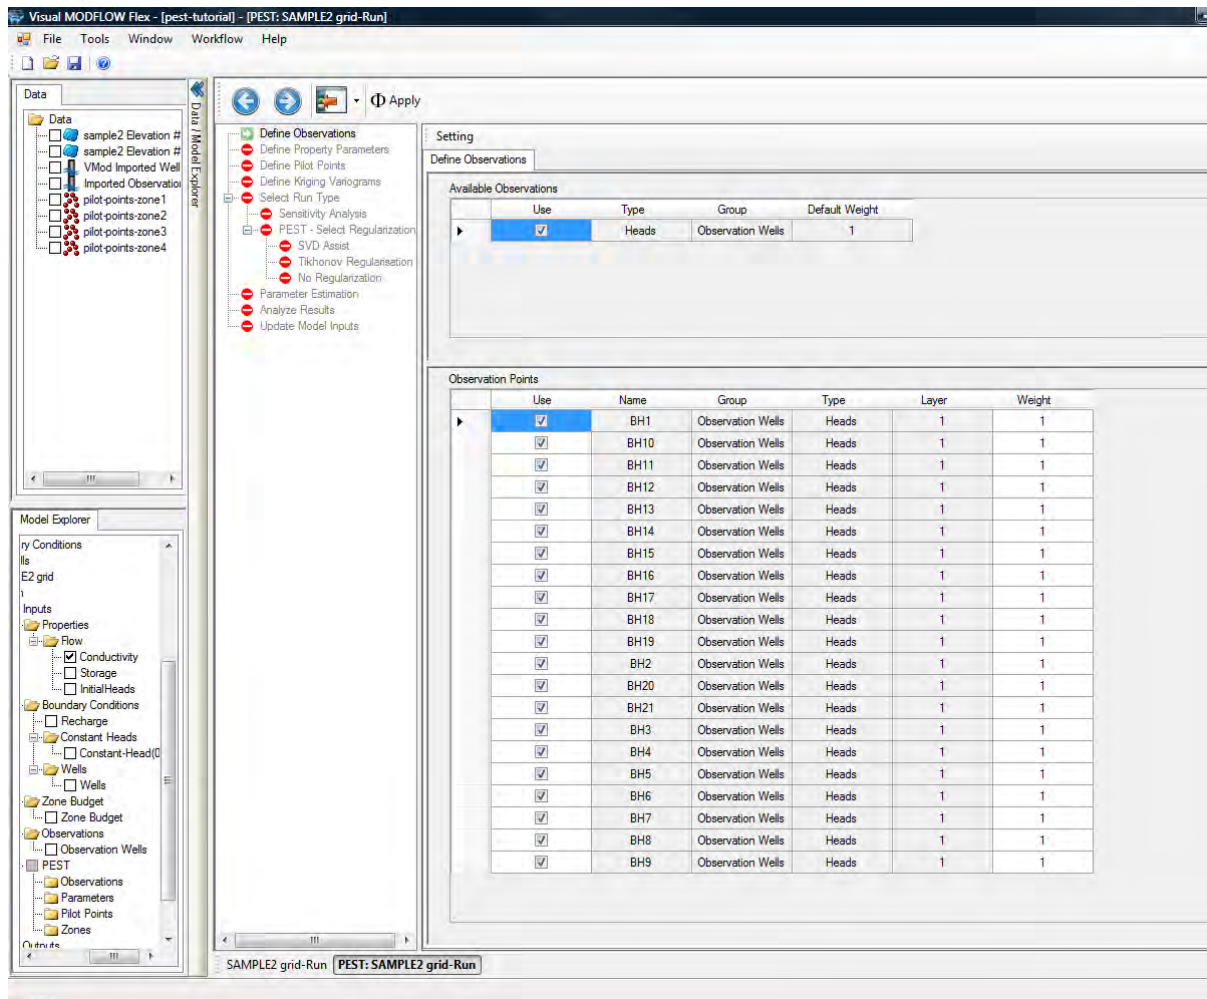 Visual MODFLOW Flex - [pest-tutorial] - [PEST: SAMPLE2 grid-Run]
File Tools Window Workflow Help
Data
Data
sample2 Elevation #
sample2 Elevation #
VMod Imported Well
Imported Observatio
pilot-points-zone1
pilot-points-zone2
pilot-points-zone3
pilot-points-zone4
Data / Model Explorer
Model Explorer
ry Conditions
lls
E2 grid
Inputs
Properties
Flow
Conductivity
Storage
InitialHeads
Boundary Conditions
Recharge
Constant Heads
Constant-Head(0
Wells
Wells
Zone Budget
Zone Budget
Observations
Observation Wells
PEST
Observations
Parameters
Pilot Points
Zones
Outputs
Φ Apply
Define Observations
Define Property Parameters
Define Pilot Points
Define Kriging Variograms
Select Run Type
Sensitivity Analysis
PEST - Select Regularization
SVD Assist
Tikhonov Regularisation
No Regularization
Parameter Estimation
Analyze Results
Update Model Inputs
Setting
Define Observations
Available Observations
Use Type Group Default Weight
Heads Observation Wells 1
Observation Points
Use Name Group Type Layer Weight
BH1 Observation Wells Heads 1 1
BH10 Observation Wells Heads 1 1
BH11 Observation Wells Heads 1 1
BH12 Observation Wells Heads 1 1
BH13 Observation Wells Heads 1 1
BH14 Observation Wells Heads 1 1
BH15 Observation Wells Heads 1 1
BH16 Observation Wells Heads 1 1
BH17 Observation Wells Heads 1 1
BH18 Observation Wells Heads 1 1
BH19 Observation Wells Heads 1 1
BH2 Observation Wells Heads 1 1
BH20 Observation Wells Heads 1 1
BH21 Observation Wells Heads 1 1
BH3 Observation Wells Heads 1 1
BH4 Observation Wells Heads 1 1
BH5 Observation Wells Heads 1 1
BH6 Observation Wells Heads 1 1
BH7 Observation Wells Heads 1 1
BH8 Observation Wells Heads 1 1
BH9 Observation Wells Heads 1 1
SAMPLE2 grid-Run PEST: SAMPLE2 grid-Run